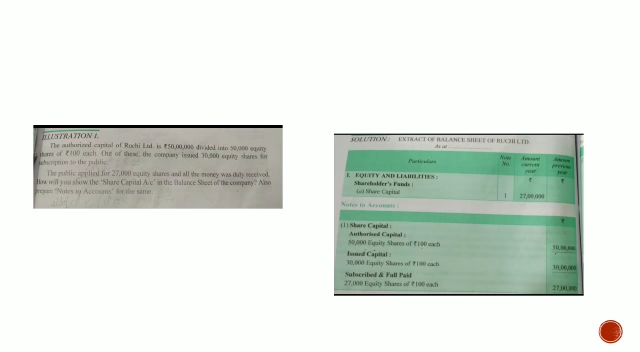 ILLUSTRATION 1.
The authorized capital of Ruchi Ltd. is ₹50,00,000 divided into 50,000 equity
shares of ₹100 each. Out of these, the company issued 30,000 equity shares for
subscription to the public.
The public applied for 27,000 equity shares and all the money was duly received.
How will you show the 'Share Capital A/c' in the Balance Sheet of the company? Also
prepare 'Notes to Accounts' for the same.
SOLUTION : EXTRACT OF BALANCE SHEET OF RUCHI LTD.
As at ..............
Particulars Note No. Amount current year Amount previous year
₹ ₹
I. EQUITY AND LIABILITIES :
Shareholder's Funds :
(a) Share Capital 1 27,00,000
Notes to Accounts :
₹
(1) Share Capital :
Authorised Capital :
50,000 Equity Shares of ₹100 each 50,00,000
Issued Capital :
30,000 Equity Shares of ₹100 each 30,00,000
Subscribed & Full Paid
27,000 Equity Shares of ₹100 each 27,00,000